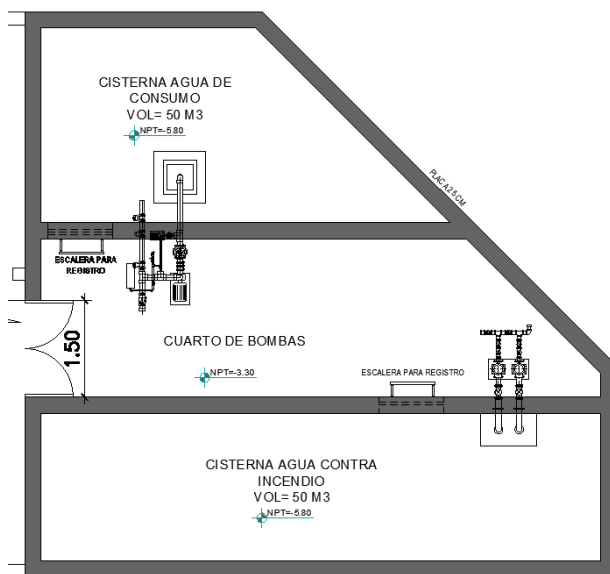 CISTERNA AGUA DE
CONSUMO
VOL= 50 M3
NPT=-5.80
PLACA 25 CM
ESCALERA PARA
REGISTRO
1.50
CUARTO DE BOMBAS
NPT=-3.30
ESCALERA PARA REGISTRO
CISTERNA AGUA CONTRA
INCENDIO
VOL= 50 M3
NPT=-5.80